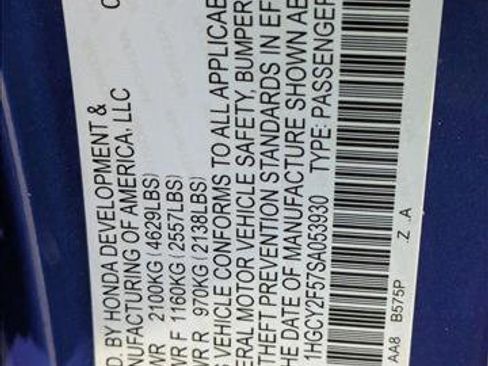 D. BY HONDA DEVELOPMENT &
NUFACTURING OF AMERICA, LLC
WR 2100KG (4629LBS)
WR F 1160KG (2557LBS)
WR R 970KG (2138LBS)
S VEHICLE CONFORMS TO ALL APPLICAB
ERAL MOTOR VEHICLE SAFETY, BUMPER
THEFT PREVENTION STANDARDS IN EF
THE DATE OF MANUFACTURE SHOWN AB
1HGCY2F57SA053930 TYPE: PASSENGER
AA8 B575P .Z .A